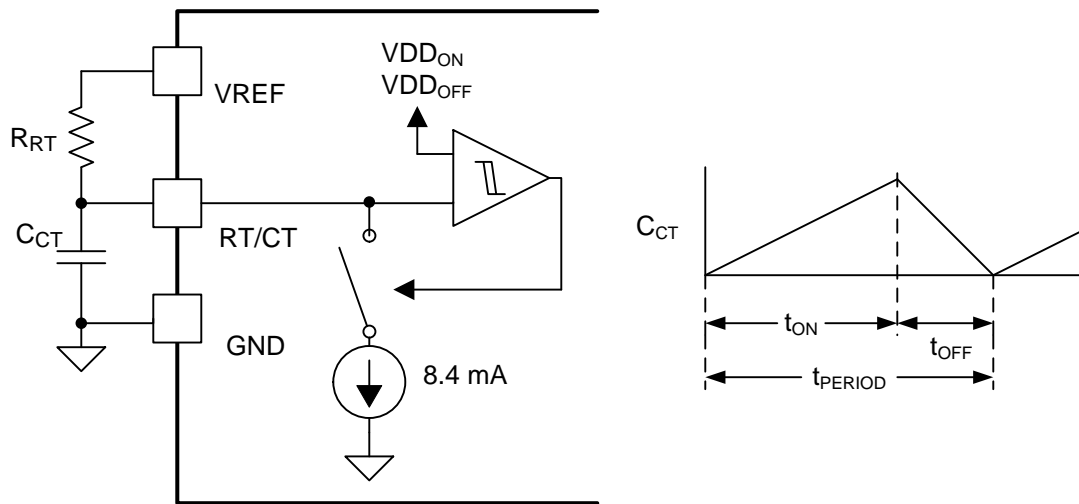 VDD_ON
VDD_OFF
VREF
R_RT
RT/CT
C_CT
GND
8.4 mA
C_CT
t_ON
t_OFF
t_PERIOD